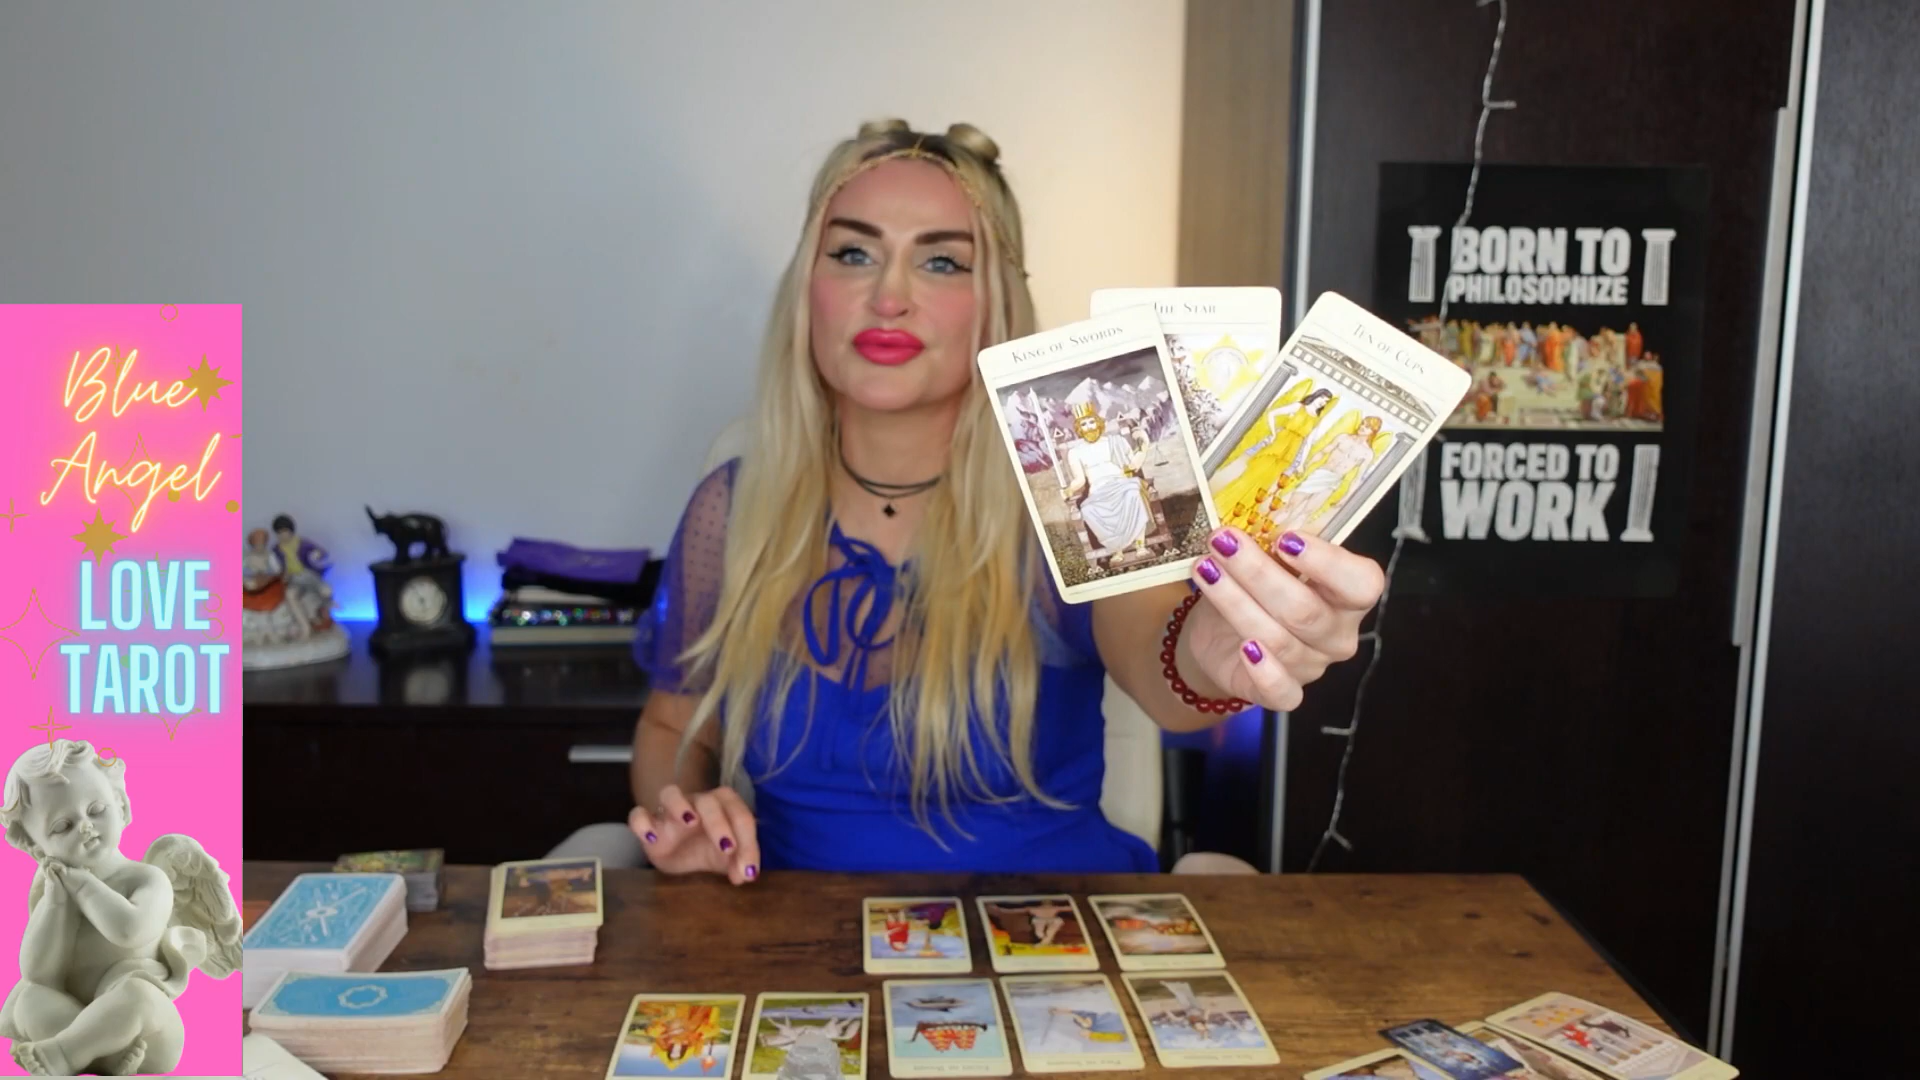 Blue
Angel
LOVE
TAROT
KING OF SWORDS
THE STAR
TEN OF CUPS
BORN TO
PHILOSOPHIZE
FORCED TO
WORK